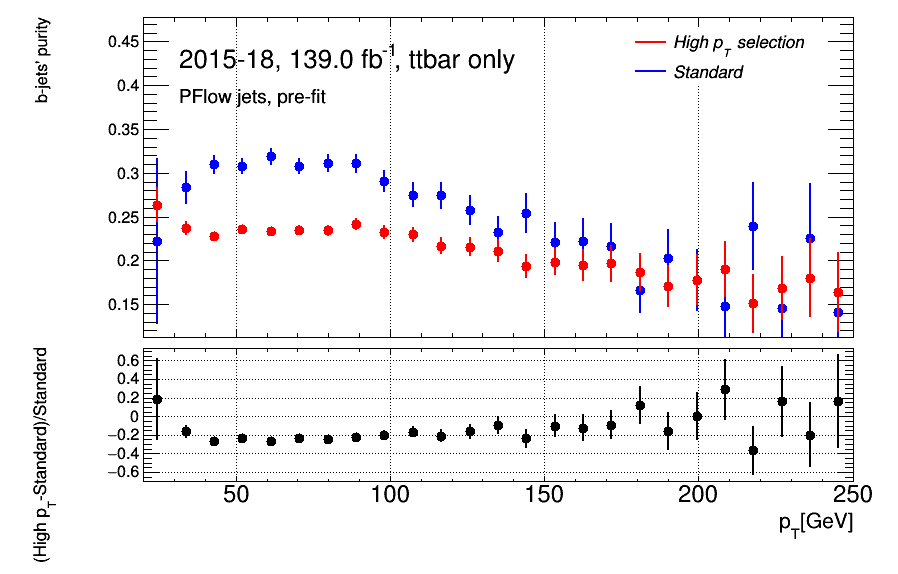 b-jets' purity
0.45
0.4
0.35
0.3
0.25
0.2
0.15
2015-18, 139.0 fb-1, ttbar only
PFlow jets, pre-fit
High pT selection
Standard
(High pT-Standard)/Standard
0.6
0.4
0.2
0
−0.2
−0.4
−0.6
50 100 150 200 250
pT[GeV]